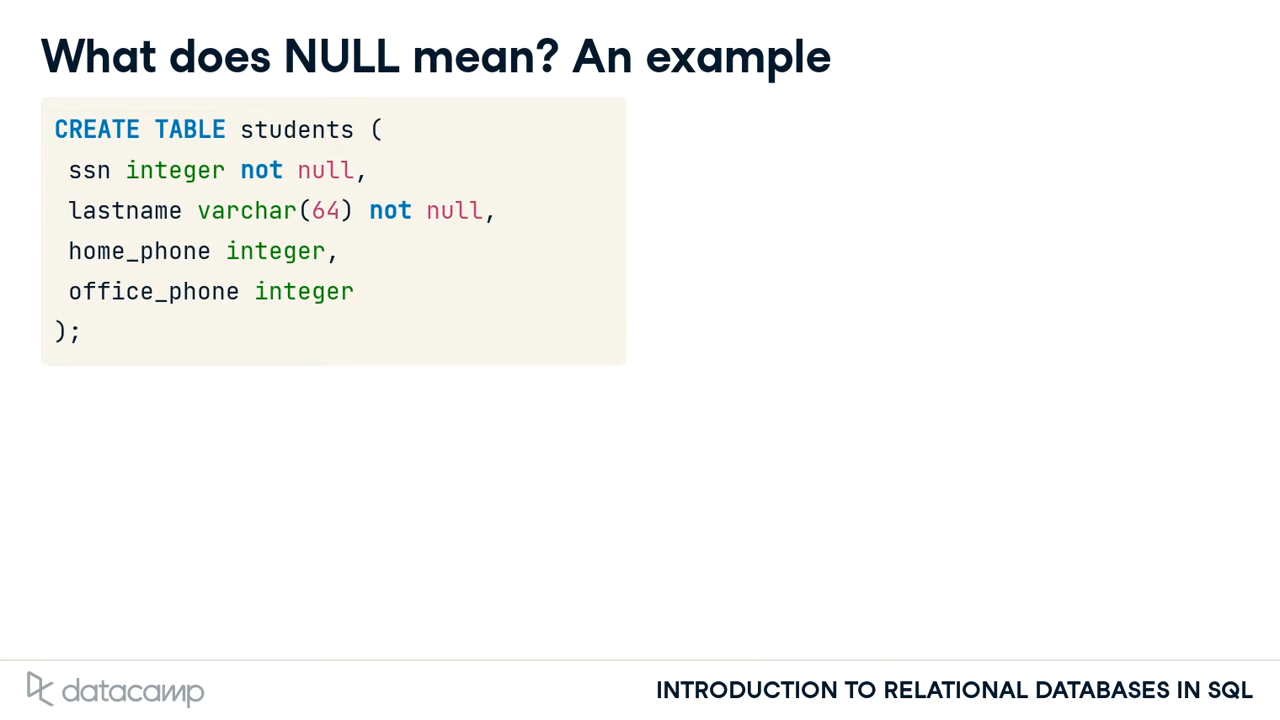 What does NULL mean? An example
CREATE TABLE students (
ssn integer not null,
lastname varchar(64) not null,
home_phone integer,
office_phone integer
);
datacamp
INTRODUCTION TO RELATIONAL DATABASES IN SQL